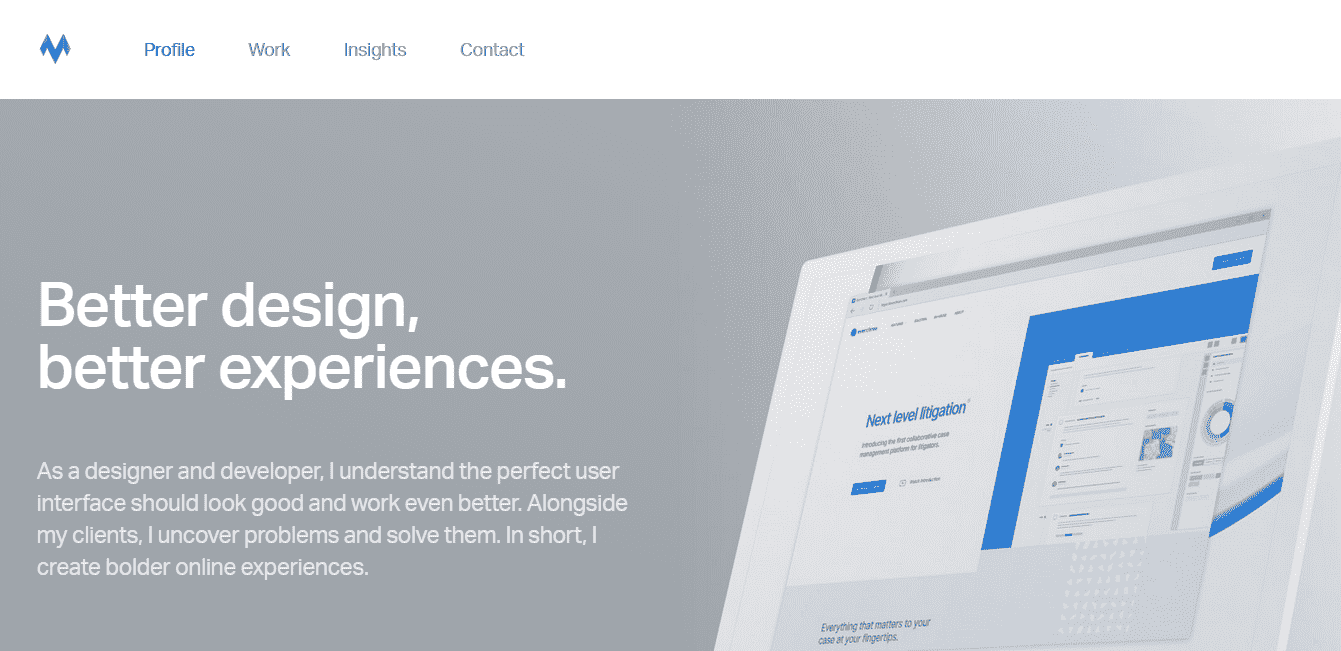 Profile
Work
Insights
Contact
Better design,
better experiences.
As a designer and developer, I understand the perfect user
interface should look good and work even better. Alongside
my clients, I uncover problems and solve them. In short, I
create bolder online experiences.
Next level litigation
Introducing the first collaborative case
management platform for litigators.
Everything that matters to your
case at your fingertips.